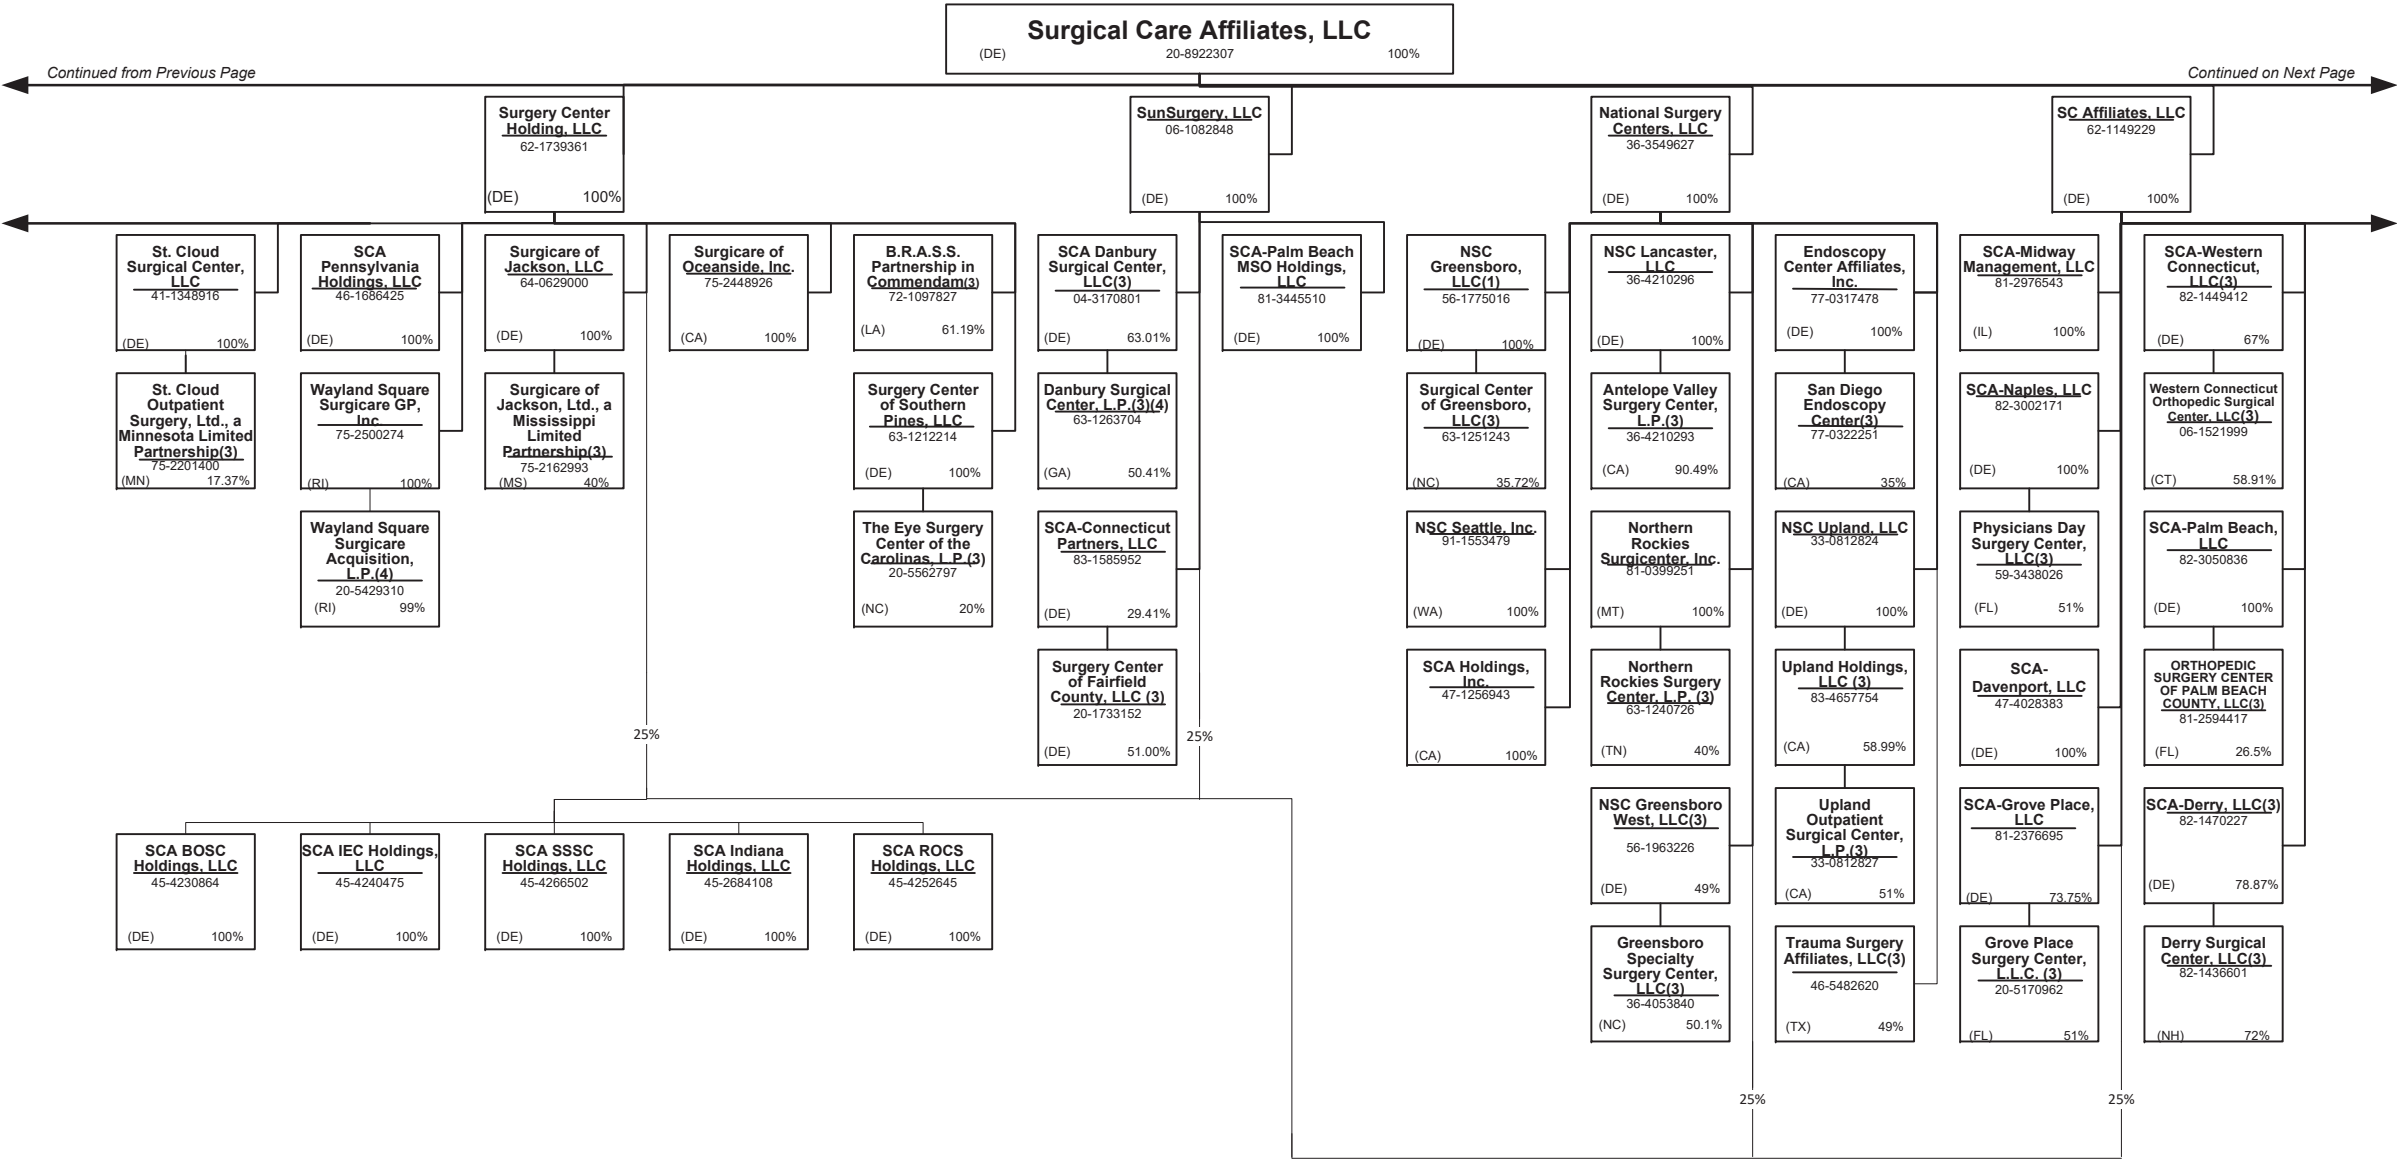 Surgical Care Affiliates, LLC
(DE) 20-8922307 100%
Continued from Previous Page
Continued on Next Page
Surgery Center
Holding, LLC
62-1739361
(DE) 100%
SunSurgery, LLC
06-1082848
(DE) 100%
National Surgery
Centers, LLC
36-3549627
(DE) 100%
SC Affiliates, LLC
62-1149229
(DE) 100%
St. Cloud
Surgical Center,
LLC
41-1348916
(DE) 100%
SCA
Pennsylvania
Holdings, LLC
46-1686425
(DE) 100%
Surgicare of
Jackson, LLC
64-0629000
(DE) 100%
Surgicare of
Oceanside, Inc.
75-2448926
(CA) 100%
B.R.A.S.S.
Partnership in
Commendam(3)
72-1097827
(LA) 61.19%
SCA Danbury
Surgical Center,
LLC(3)
04-3170801
(DE) 63.01%
SCA-Palm Beach
MSO Holdings,
LLC
81-3445510
(DE) 100%
NSC
Greensboro,
LLC(1)
56-1775016
(DE) 100%
NSC Lancaster,
LLC
36-4210296
(DE) 100%
Endoscopy
Center Affiliates,
Inc.
77-0317478
(DE) 100%
SCA-Midway
Management, LLC
81-2976543
(IL) 100%
SCA-Western
Connecticut,
LLC(3)
82-1449412
(DE) 67%
St. Cloud
Outpatient
Surgery, Ltd., a
Minnesota Limited
Partnership(3)
75-2201400
(MN) 17.37%
Wayland Square
Surgicare GP,
Inc.
75-2500274
(RI) 100%
Surgicare of
Jackson, Ltd., a
Mississippi
Limited
Partnership(3)
75-2162993
(MS) 40%
Surgery Center
of Southern
Pines, LLC
63-1212214
(DE) 100%
Danbury Surgical
Center, L.P.(3)(4)
63-1263704
(GA) 50.41%
Surgical Center
of Greensboro,
LLC(3)
63-1251243
(NC) 35.72%
Antelope Valley
Surgery Center,
L.P.(3)
36-4210293
(CA) 90.49%
San Diego
Endoscopy
Center(3)
77-0322251
(CA) 35%
SCA-Naples, LLC
82-3002171
(DE) 100%
Western Connecticut
Orthopedic Surgical
Center, LLC(3)
06-1521999
(CT) 58.91%
Wayland Square
Surgicare
Acquisition,
L.P.(4)
20-5429310
(RI) 99%
The Eye Surgery
Center of the
Carolinas, L.P.(3)
20-5562797
(NC) 20%
SCA-Connecticut
Partners, LLC
83-1585952
(DE) 29.41%
NSC Seattle, Inc.
91-1553479
(WA) 100%
Northern
Rockies
Surgicenter, Inc.
81-0399251
(MT) 100%
NSC Upland, LLC
33-0812824
(DE) 100%
Physicians Day
Surgery Center,
LLC(3)
59-3438026
(FL) 51%
SCA-Palm Beach,
LLC
82-3050836
(DE) 100%
Surgery Center
of Fairfield
County, LLC (3)
20-1733152
(DE) 51.00%
SCA Holdings,
Inc.
47-1256943
(CA) 100%
Northern
Rockies Surgery
Center, L.P. (3)
63-1240726
(TN) 40%
Upland Holdings,
LLC (3)
83-4657754
(CA) 58.99%
SCA-
Davenport, LLC
47-4028383
(DE) 100%
ORTHOPEDIC
SURGERY CENTER
OF PALM BEACH
COUNTY, LLC(3)
81-2594417
(FL) 26.5%
25%
25%
SCA BOSC
Holdings, LLC
45-4230864
(DE) 100%
SCA IEC Holdings,
LLC
45-4240475
(DE) 100%
SCA SSSC
Holdings, LLC
45-4266502
(DE) 100%
SCA Indiana
Holdings, LLC
45-2684108
(DE) 100%
SCA ROCS
Holdings, LLC
45-4252645
(DE) 100%
NSC Greensboro
West, LLC(3)
56-1963226
(DE) 49%
Upland
Outpatient
Surgical Center,
L.P.(3)
33-0812827
(CA) 51%
SCA-Grove Place,
LLC
81-2376695
(DE) 73.75%
SCA-Derry, LLC(3)
82-1470227
(DE) 78.87%
Greensboro
Specialty
Surgery Center,
LLC(3)
36-4053840
(NC) 50.1%
Trauma Surgery
Affiliates, LLC(3)
46-5482620
(TX) 49%
Grove Place
Surgery Center,
L.L.C. (3)
20-5170962
(FL) 51%
Derry Surgical
Center, LLC(3)
82-1436601
(NH) 72%
25%
25%